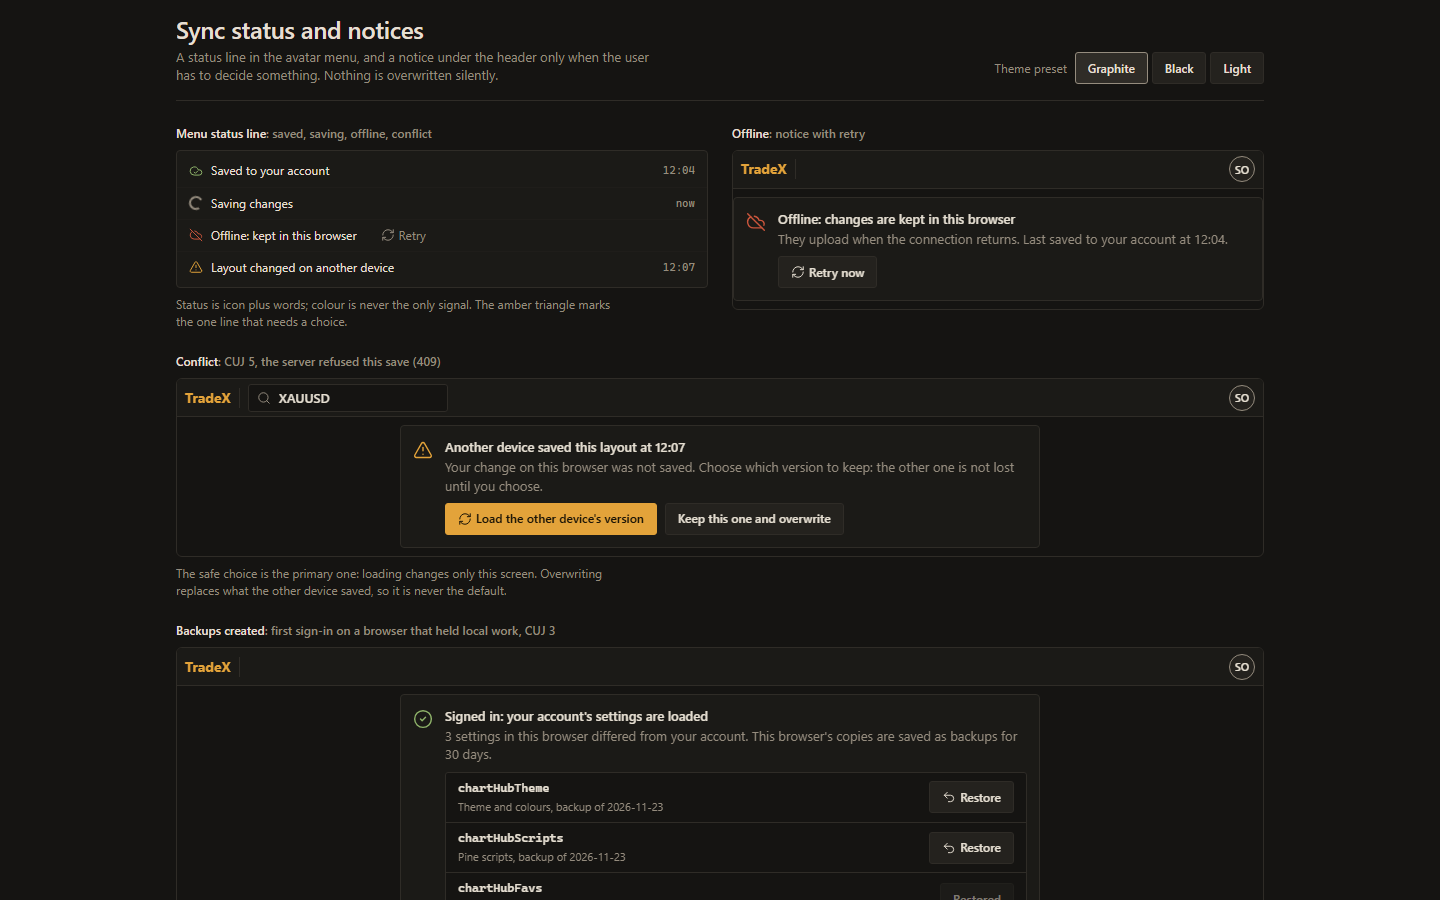 Sync status and notices
A status line in the avatar menu, and a notice under the header only when the user
has to decide something. Nothing is overwritten silently.
Theme preset Graphite Black Light
Menu status line: saved, saving, offline, conflict
Saved to your account 12:04
Saving changes now
Offline: kept in this browser Retry
Layout changed on another device 12:07
Status is icon plus words; colour is never the only signal. The amber triangle marks
the one line that needs a choice.
Offline: notice with retry
TradeX SO
Offline: changes are kept in this browser
They upload when the connection returns. Last saved to your account at 12:04.
Retry now
Conflict: CUJ 5, the server refused this save (409)
TradeX XAUUSD SO
Another device saved this layout at 12:07
Your change on this browser was not saved. Choose which version to keep: the other one is not lost
until you choose.
Load the other device's version Keep this one and overwrite
The safe choice is the primary one: loading changes only this screen. Overwriting
replaces what the other device saved, so it is never the default.
Backups created: first sign-in on a browser that held local work, CUJ 3
TradeX SO
Signed in: your account's settings are loaded
3 settings in this browser differed from your account. This browser's copies are saved as backups for
30 days.
chartHubTheme
Theme and colours, backup of 2026-11-23
Restore
chartHubScripts
Pine scripts, backup of 2026-11-23
Restore
chartHubFavs
Restored